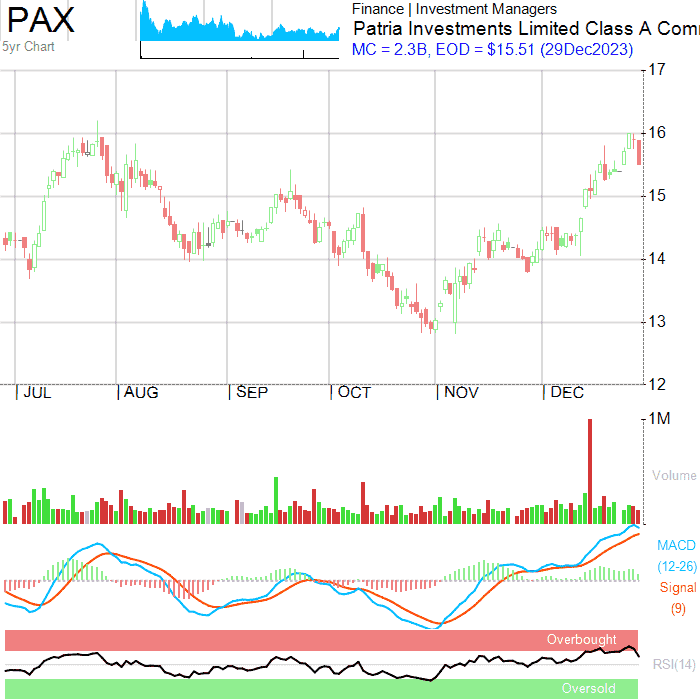 PAX
5yr Chart
Finance | Investment Managers
Patria Investments Limited Class A Com
MC = 2.3B, EOD = $15.51 (29Dec2023)
17
16
15
14
13
12
JUL AUG SEP OCT NOV DEC
1M
Volume
MACD
(12-26)
Signal
(9)
Overbought
RSI(14)
Oversold